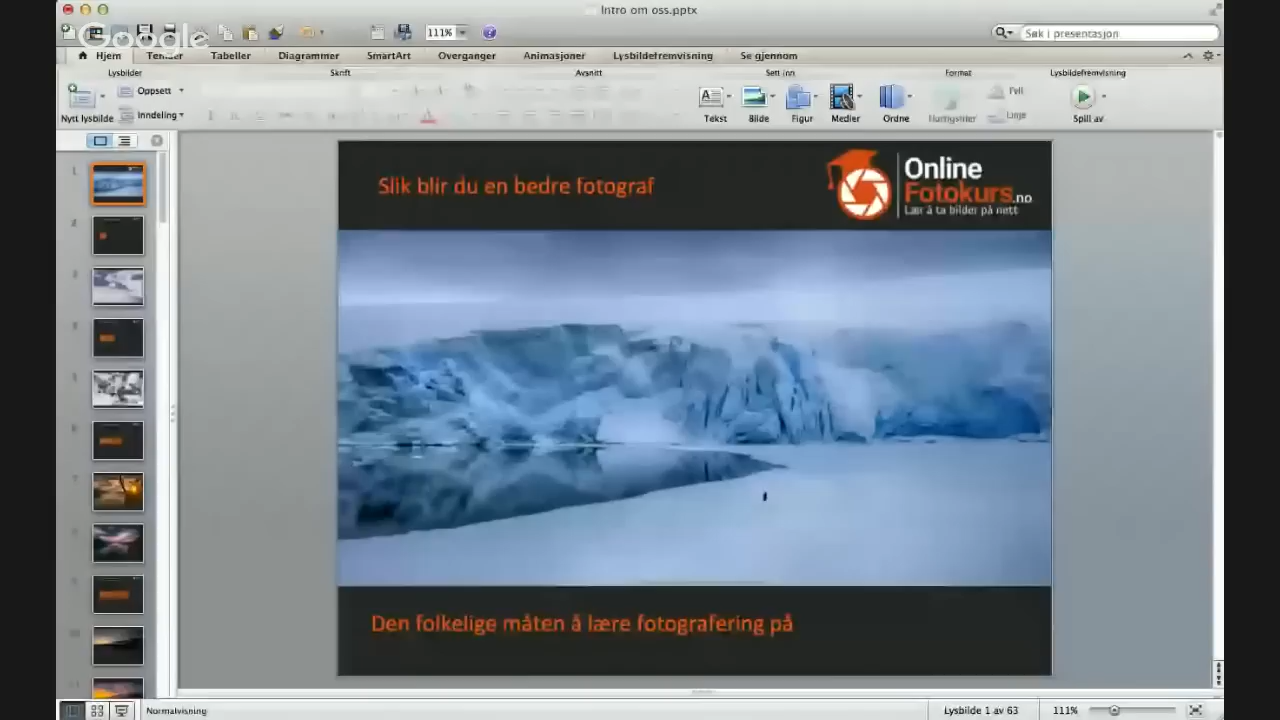 Intro om oss.pptx
Google
111%
Søk i presentasjon
Hjem
Tabeller
Diagrammer
SmartArt
Overganger
Animasjoner
Lysbildefremvisning
Se gjennom
Lysbilder
Skrift
Avsnitt
Sett inn
Format
Lysbildefremvisning
Oppsett
Fyll
Nytt lysbilde
Inndeling
Tekst
Bilde
Figur
Medier
Ordne
Hurtigstiler
Linje
Spill av
Slik blir du en bedre fotograf
Online
Fotokurs.no
Lær å ta bilder på nett
Den folkelige måten å lære fotografering på
Normalvisning
Lysbilde 1 av 63
111%